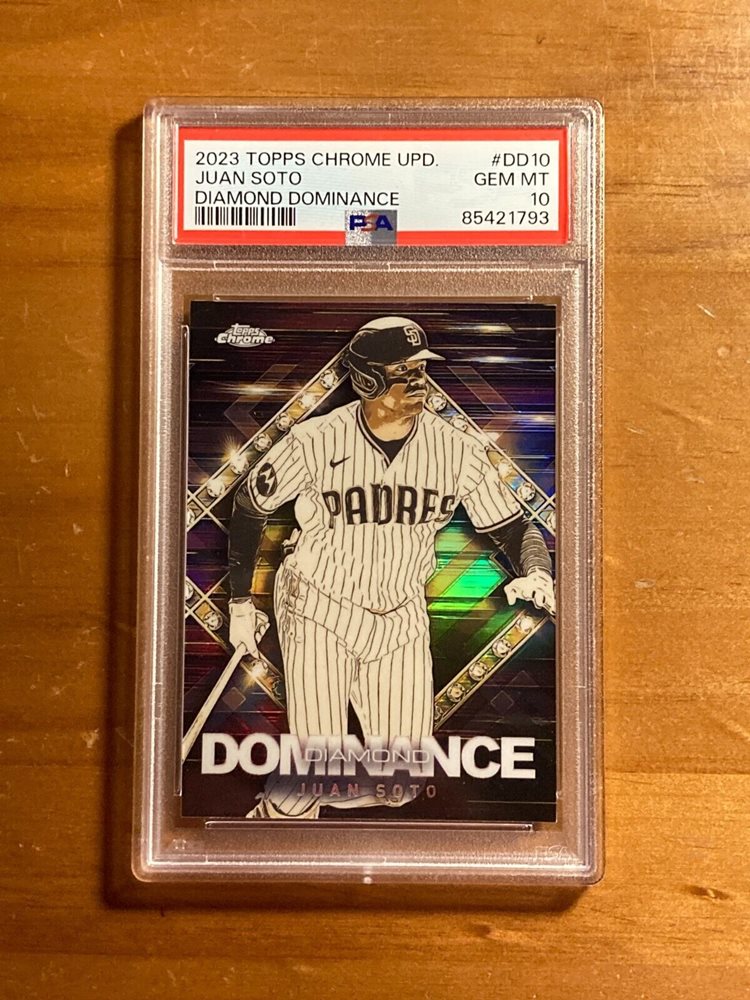 2023 TOPPS CHROME UPD. #DD10
JUAN SOTO GEM MT
DIAMOND DOMINANCE 10
PSA 85421793
topps
Chrome
SD
PADRES
DOMINANCE
DIAMOND
JUAN SOTO
PSA